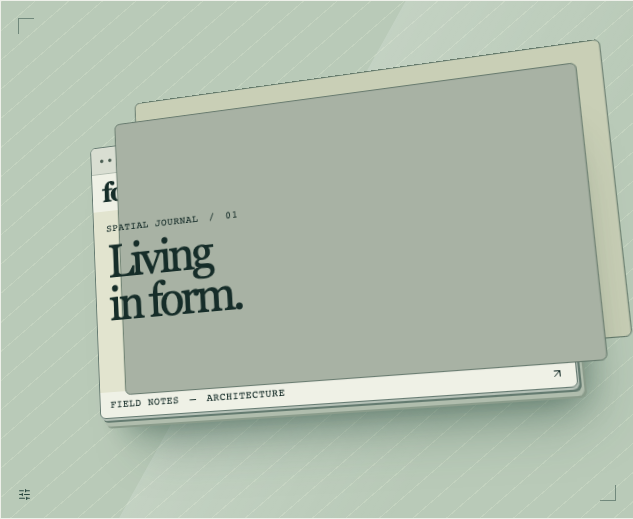 SPATIAL JOURNAL / 01
Living
in form.
FIELD NOTES — ARCHITECTURE